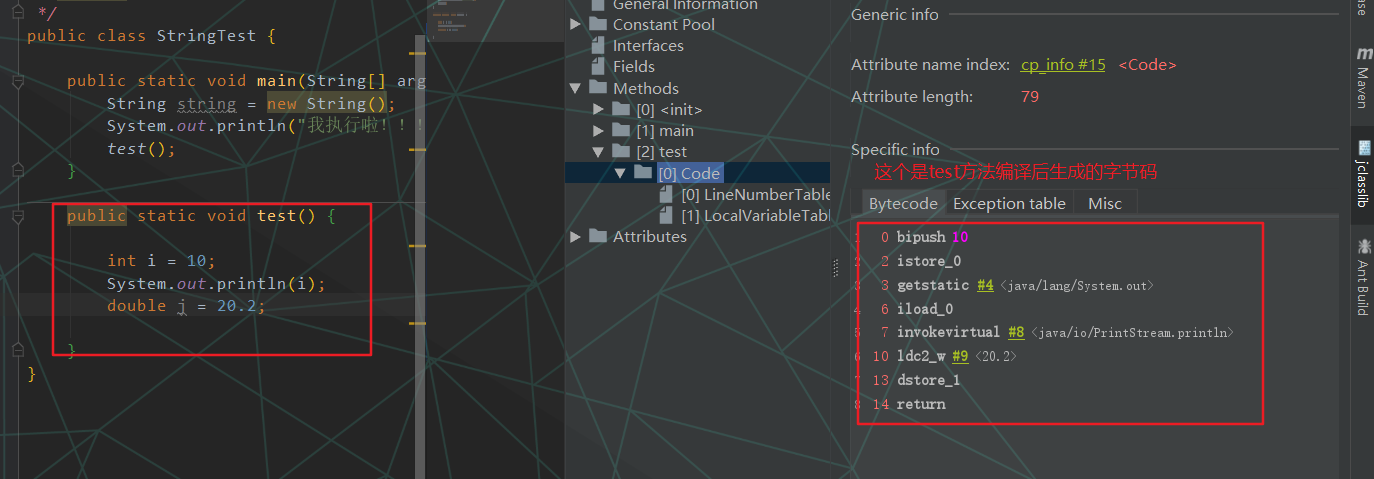 */
public class StringTest {
public static void main(String[] arg
String string = new String();
System.out.println("我执行啦！！！
test();
}
public static void test() {
int i = 10;
System.out.println(i);
double j = 20.2;
}
}
General Information
Constant Pool
Interfaces
Fields
Methods
[0] <init>
[1] main
[2] test
[0] Code
[0] LineNumberTable
[1] LocalVariableTabl
Attributes
Generic info
Attribute name index: cp_info #15 <Code>
Attribute length: 79
Specific info
这个是test方法编译后生成的字节码
Bytecode Exception table Misc
1 0 bipush 10
2 2 istore_0
3 3 getstatic #4 <java/lang/System.out>
4 6 iload_0
5 7 invokevirtual #8 <java/io/PrintStream.println>
6 10 ldc2_w #9 <20.2>
7 13 dstore_1
8 14 return
Maven
jclasslib
Ant Build